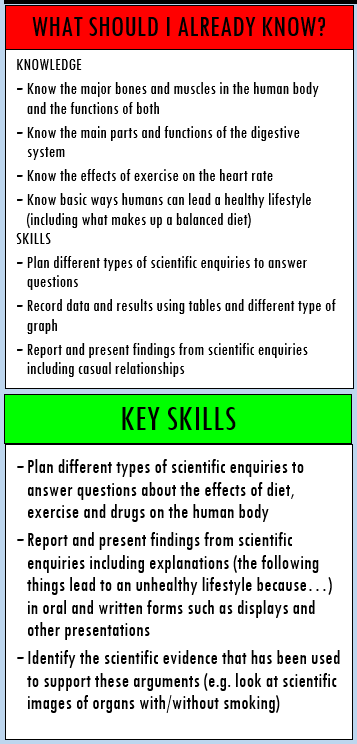 WHAT SHOULD I ALREADY KNOW?
KNOWLEDGE
– Know the major bones and muscles in the human body
and the functions of both
– Know the main parts and functions of the digestive
system
– Know the effects of exercise on the heart rate
– Know basic ways humans can lead a healthy lifestyle
(including what makes up a balanced diet)
SKILLS
– Plan different types of scientific enquiries to answer
questions
– Record data and results using tables and different type of
graph
– Report and present findings from scientific enquiries
including casual relationships
KEY SKILLS
– Plan different types of scientific enquiries to
answer questions about the effects of diet,
exercise and drugs on the human body
– Report and present findings from scientific
enquiries including explanations (the following
things lead to an unhealthy lifestyle because...)
in oral and written forms such as displays and
other presentations
– Identify the scientific evidence that has been used
to support these arguments (e.g. look at scientific
images of organs with/without smoking)